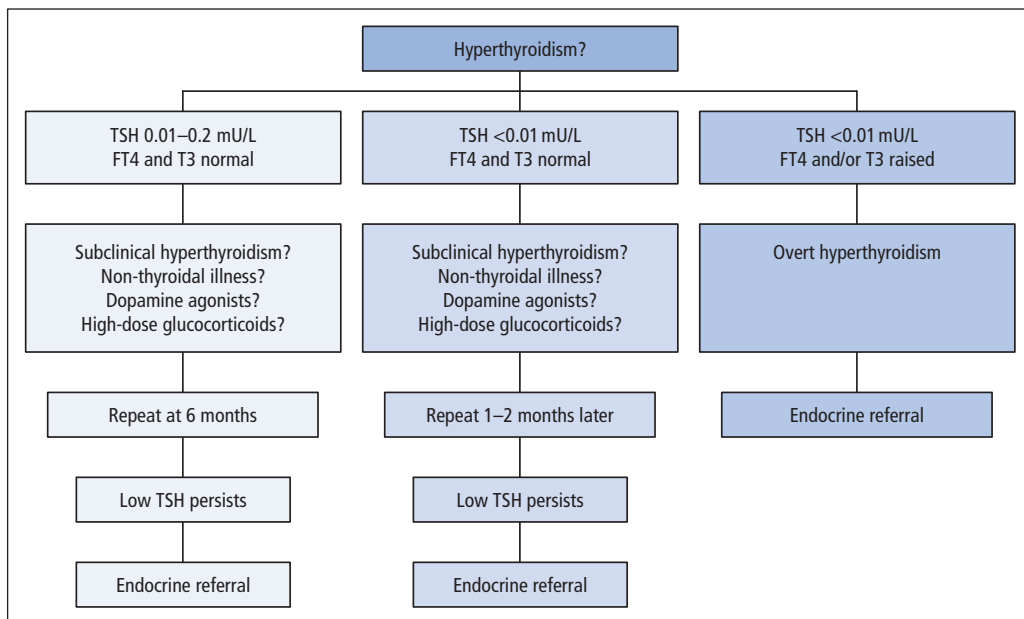 Hyperthyroidism?
TSH 0.01–0.2 mU/L
FT4 and T3 normal
TSH <0.01 mU/L
FT4 and T3 normal
TSH <0.01 mU/L
FT4 and/or T3 raised
Subclinical hyperthyroidism?
Non-thyroidal illness?
Dopamine agonists?
High-dose glucocorticoids?
Subclinical hyperthyroidism?
Non-thyroidal illness?
Dopamine agonists?
High-dose glucocorticoids?
Overt hyperthyroidism
Repeat at 6 months
Repeat 1–2 months later
Endocrine referral
Low TSH persists
Low TSH persists
Endocrine referral
Endocrine referral